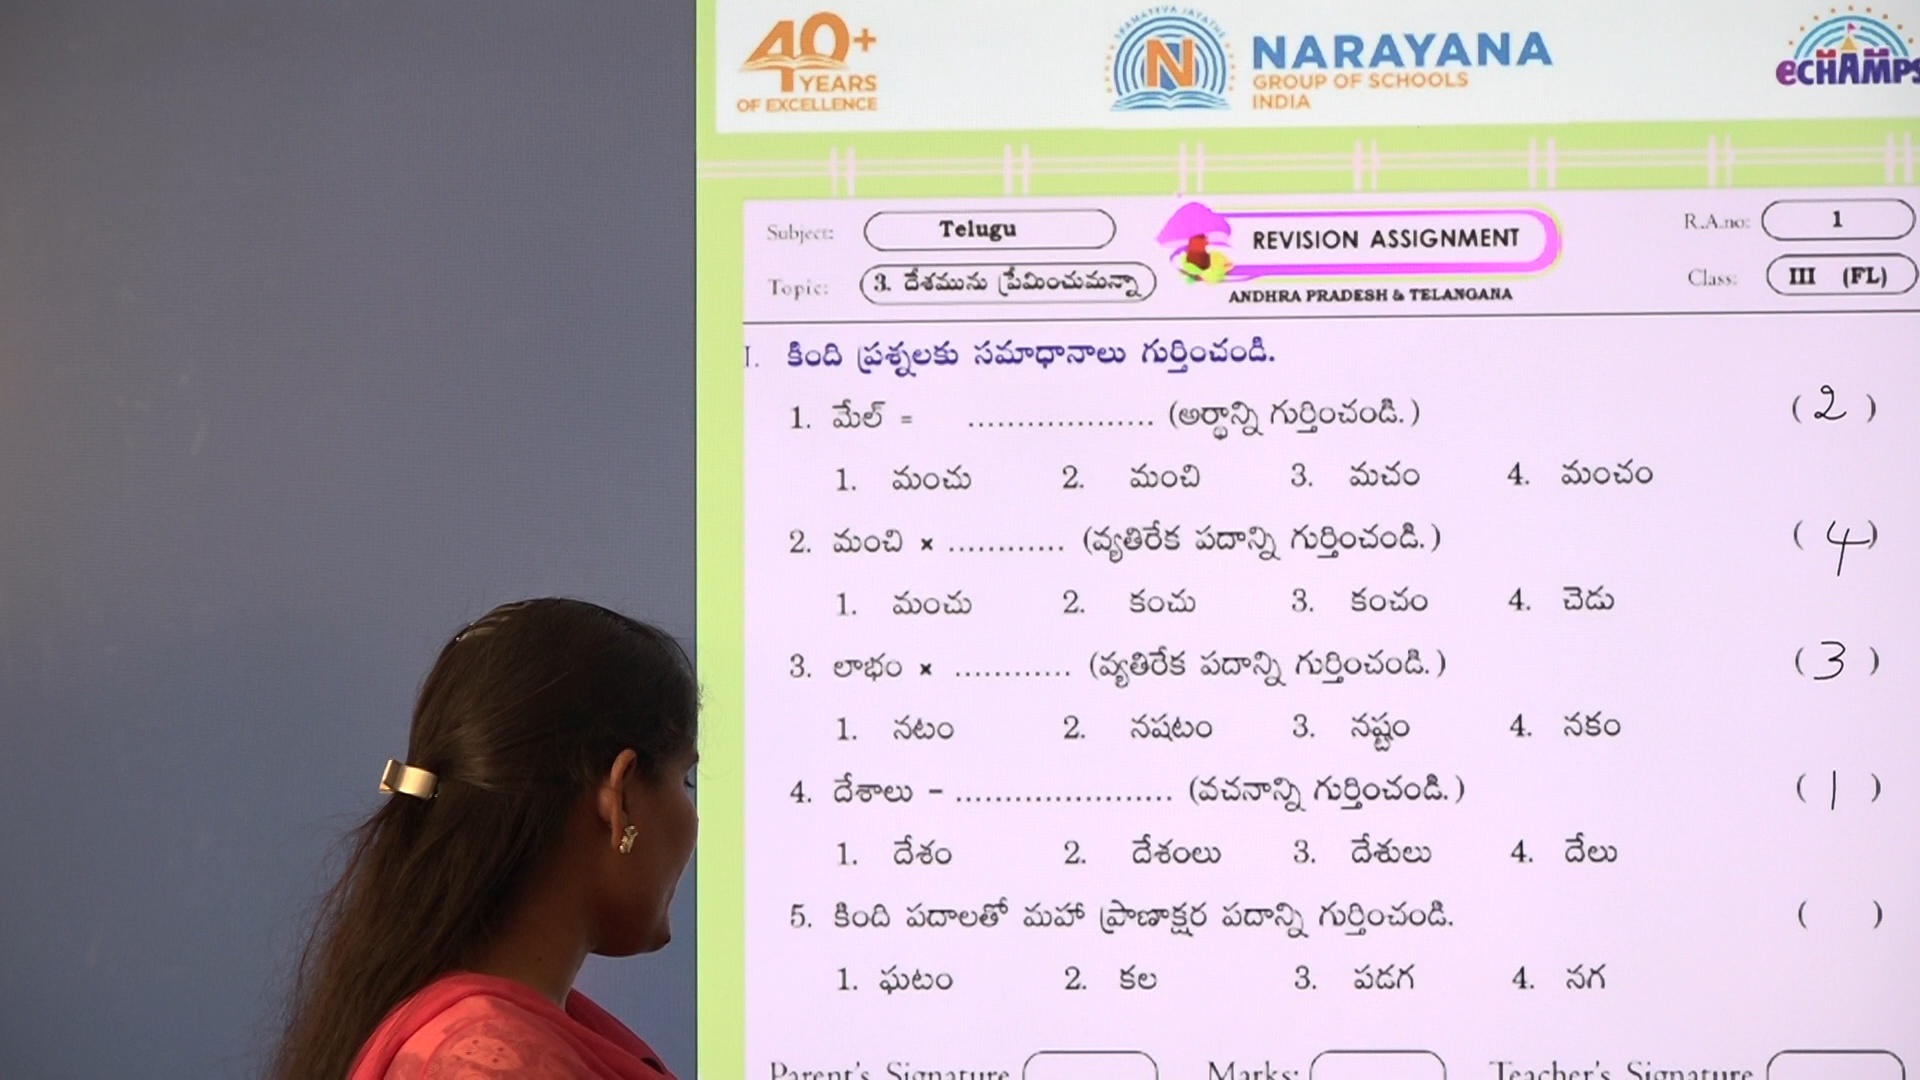 40+
YEARS
OF EXCELLENCE
SRAMAYEVA JAYATHE
N
NARAYANA
GROUP OF SCHOOLS
INDIA
eCHAMPS
Subject: Telugu
REVISION ASSIGNMENT
R.A.no: 1
Topic: 3. దేశమును ప్రేమించుమన్నా
ANDHRA PRADESH & TELANGANA
Class: III (FL)
I. కింది ప్రశ్నలకు సమాధానాలు గుర్తించండి.
1. మేల్ = ................... (అర్థాన్ని గుర్తించండి.) ( 2 )
1. మంచు 2. మంచి 3. మచం 4. మంచం
2. మంచి × ............ (వ్యతిరేక పదాన్ని గుర్తించండి.) ( 4 )
1. మంచు 2. కంచు 3. కంచం 4. చెడు
3. లాభం × ............ (వ్యతిరేక పదాన్ని గుర్తించండి.) ( 3 )
1. నటం 2. నషటం 3. నష్టం 4. నకం
4. దేశాలు - ...................... (వచనాన్ని గుర్తించండి.) ( 1 )
1. దేశం 2. దేశంలు 3. దేశులు 4. దేలు
5. కింది పదాలతో మహా ప్రాణాక్షర పదాన్ని గుర్తించండి. ( )
1. ఘటం 2. కల 3. పడగ 4. నగ
Parent's Signature Marks: Teacher's Signature